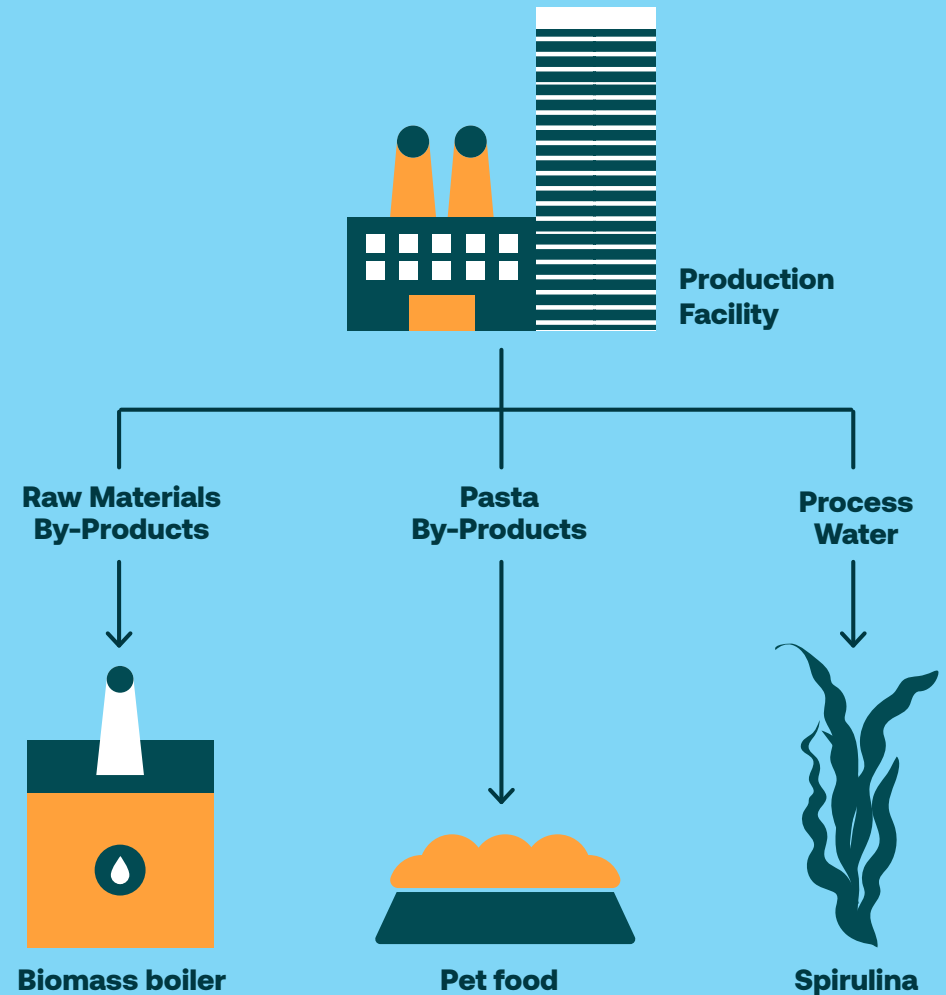 Production
Facility
Raw Materials
By-Products
Pasta
By-Products
Process
Water
Biomass boiler
Pet food
Spirulina